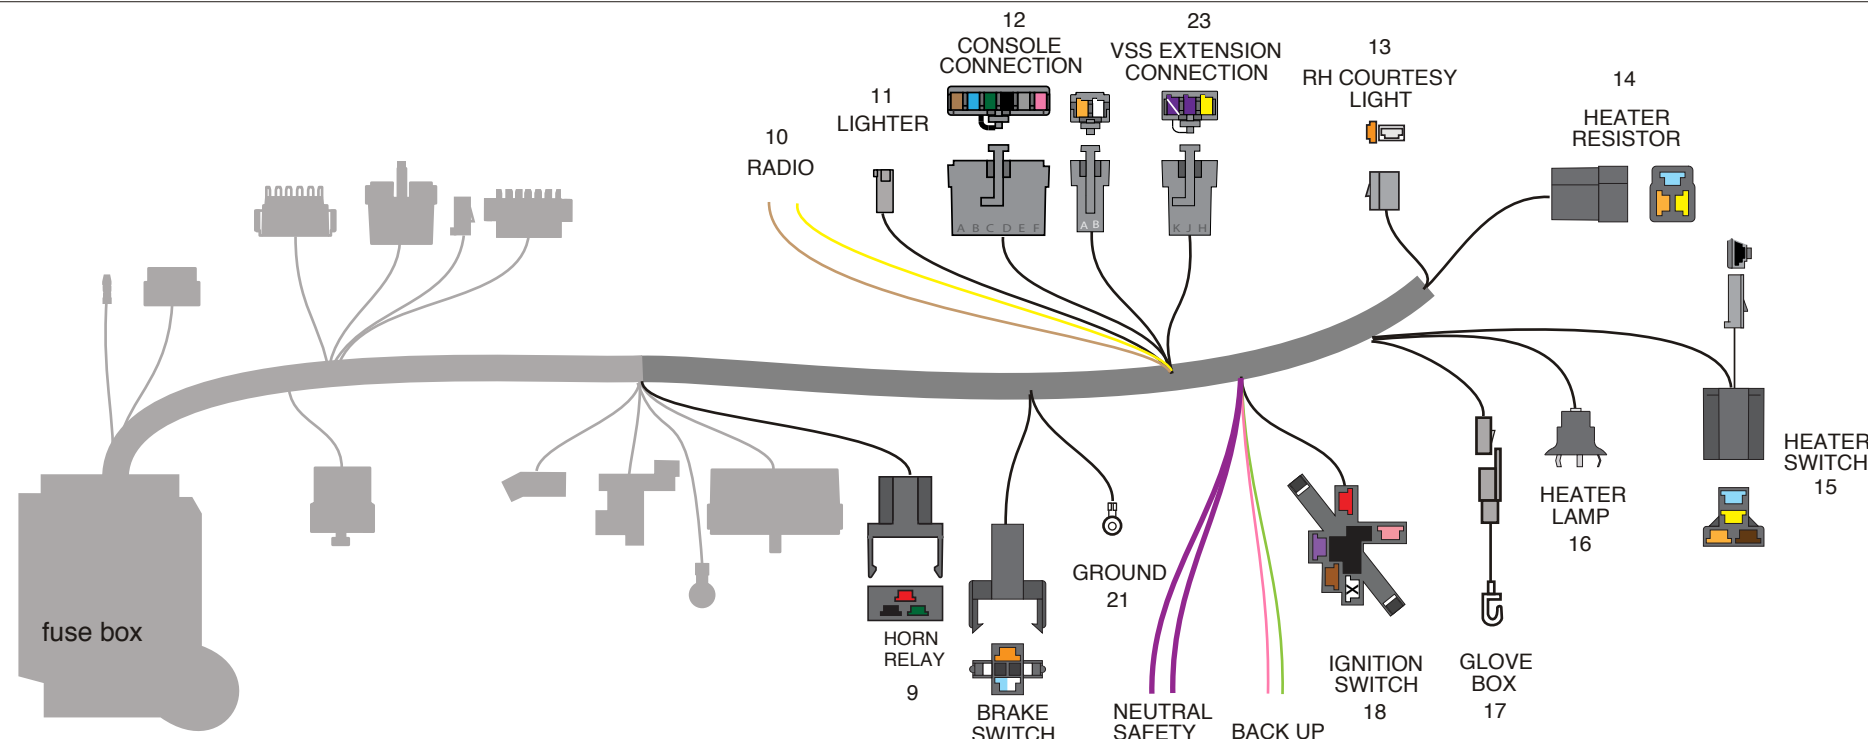 12
CONSOLE
CONNECTION
23
VSS EXTENSION
CONNECTION
13
RH COURTESY
LIGHT
14
HEATER
RESISTOR
11
LIGHTER
10
RADIO
A B C D E F
A B
K J H
fuse box
HORN
RELAY
9
BRAKE
SWITCH
GROUND
21
NEUTRAL
SAFETY
BACK UP
X
IGNITION
SWITCH
18
GLOVE
BOX
17
HEATER
LAMP
16
HEATER
SWITCH
15